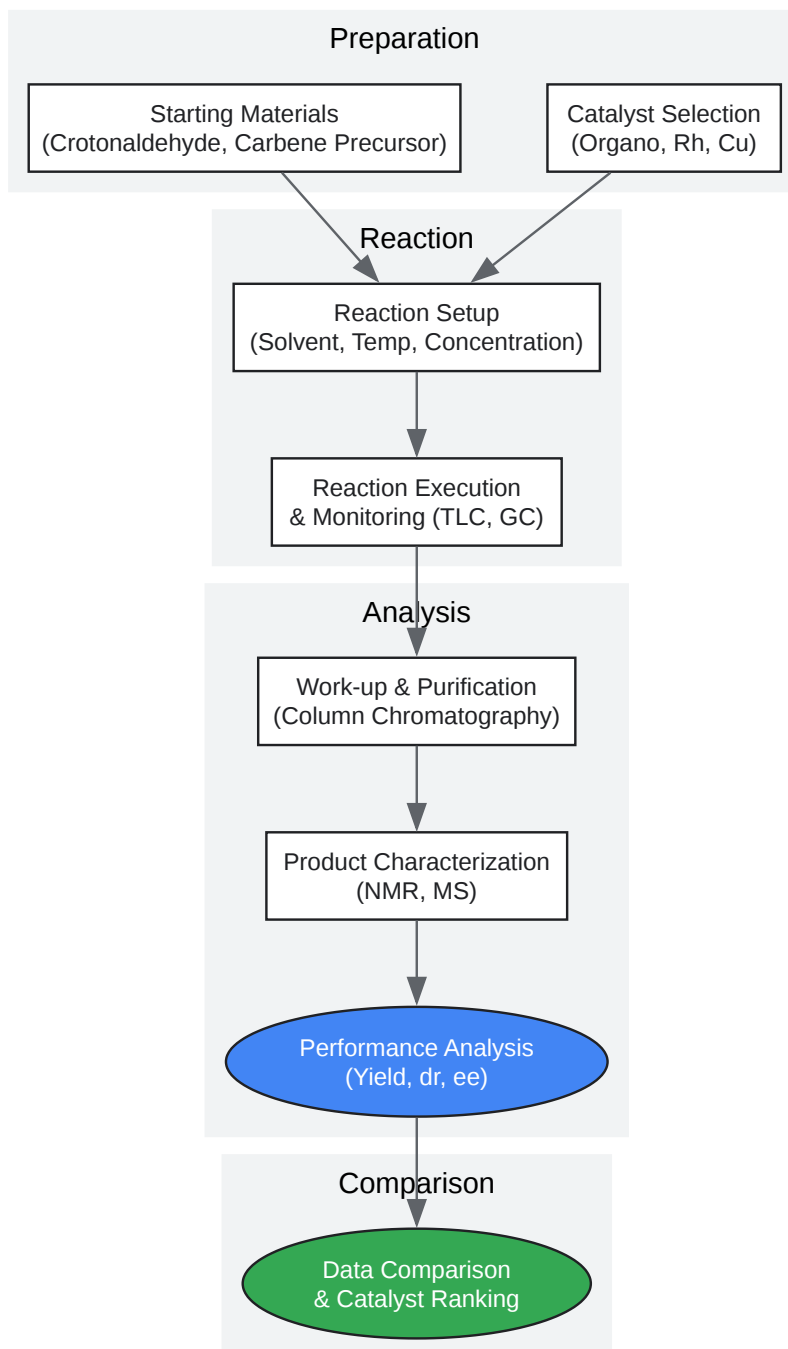 Preparation
Starting Materials
(Crotonaldehyde, Carbene Precursor)
Catalyst Selection
(Organo, Rh, Cu)
Reaction
Reaction Setup
(Solvent, Temp, Concentration)
Reaction Execution
& Monitoring (TLC, GC)
Analysis
Work-up & Purification
(Column Chromatography)
Product Characterization
(NMR, MS)
Performance Analysis
(Yield, dr, ee)
Comparison
Data Comparison
& Catalyst Ranking